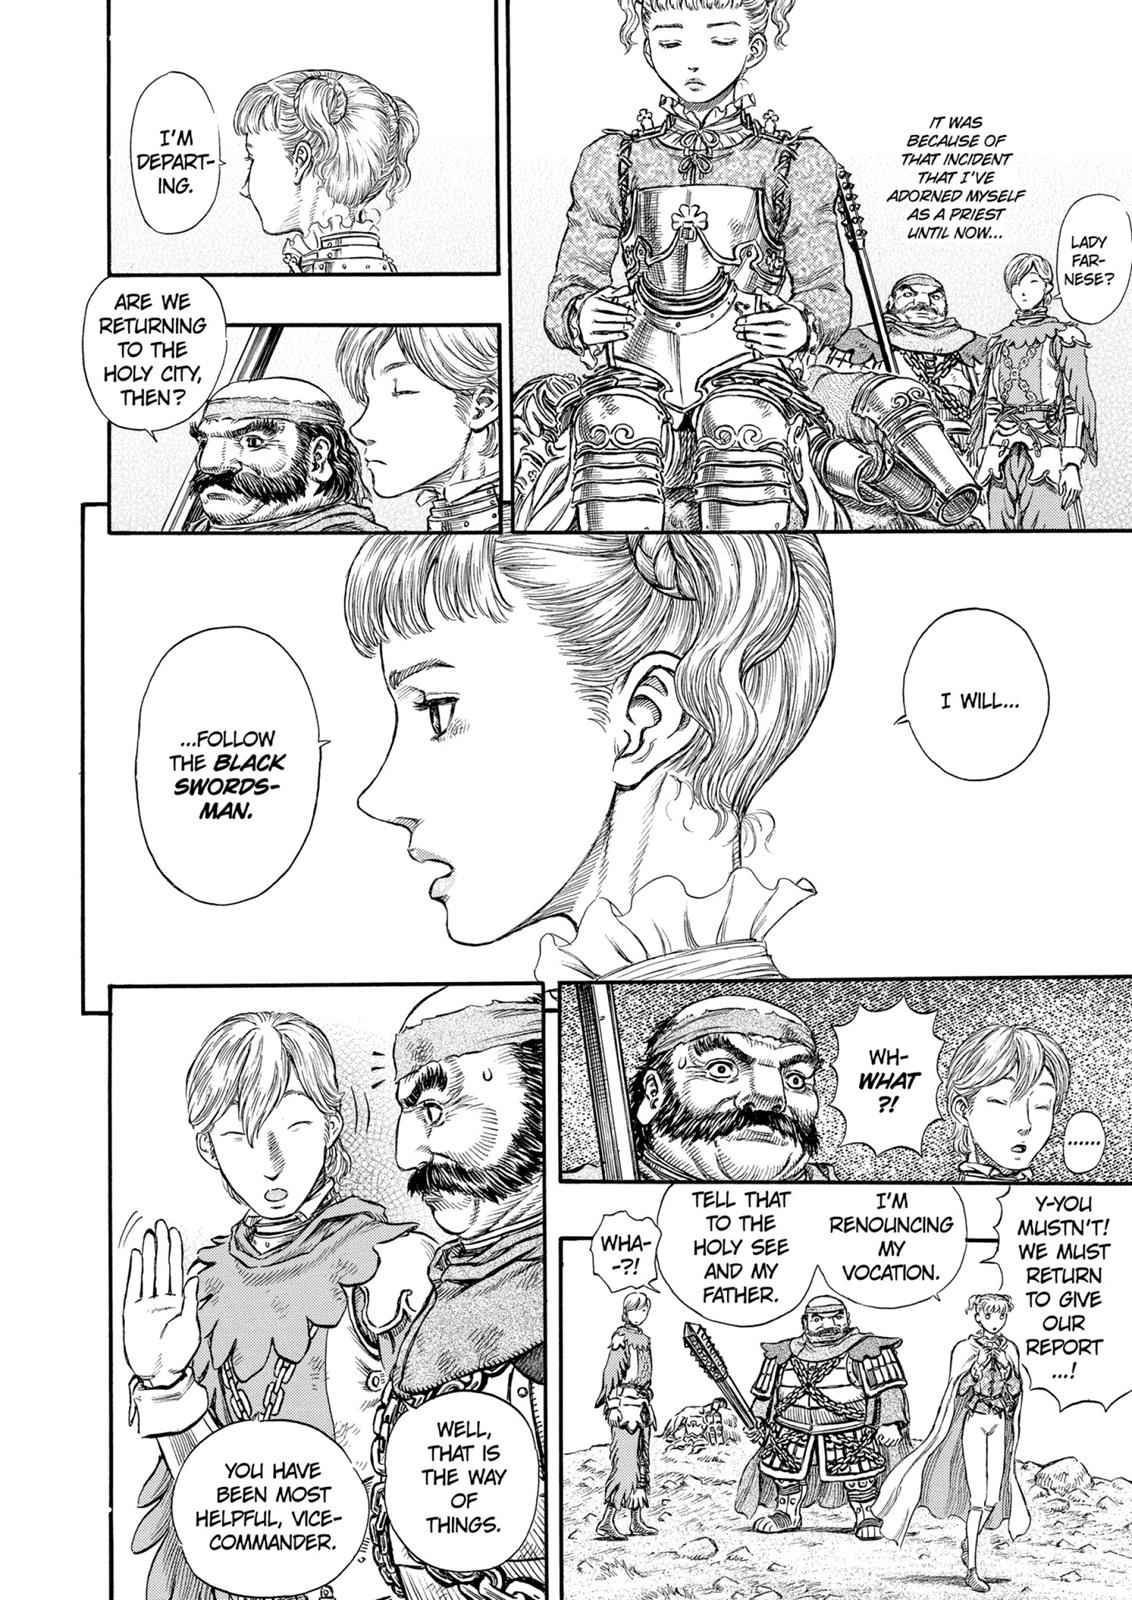 IT WAS
BECAUSE OF
THAT INCIDENT
THAT I'VE
ADORNED MYSELF
AS A PRIEST
UNTIL NOW...
LADY
FAR-
NESE?
I'M
DEPART-
ING.
ARE WE
RETURNING
TO THE
HOLY CITY,
THEN?
I WILL...
...FOLLOW
THE BLACK
SWORDS-
MAN.
WH-
WHAT
?!
......
Y-YOU
MUSTN'T!
WE MUST
RETURN
TO GIVE
OUR
REPORT
...!
I'M
RENOUNCING
MY
VOCATION.
TELL THAT
TO THE
HOLY SEE
AND MY
FATHER.
WHA-
-?!
WELL,
THAT IS
THE WAY
OF
THINGS.
YOU HAVE
BEEN MOST
HELPFUL, VICE-
COMMANDER.